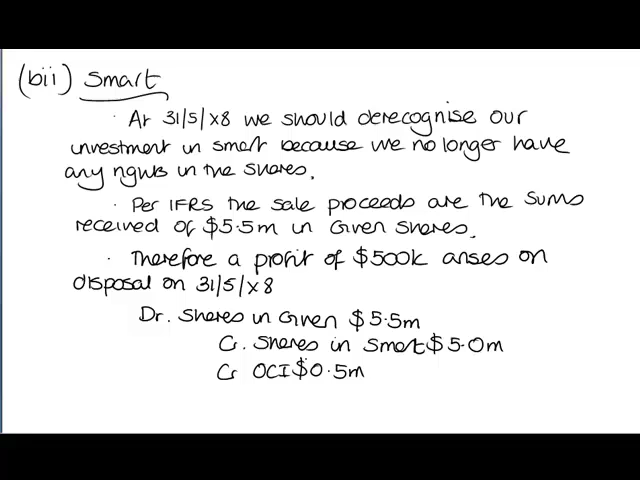 (bii) Smart
· At 31/5/x8 we should derecognise our
investment in smart because we no longer have
any rights in the shares.
· Per IFRS the sale proceeds are the sums
received of $5.5m in Given shares.
· Therefore a profit of $500k arises on
disposal on 31/5/x8
Dr. Shares in Given $5.5m
Cr. Shares in Smart $5.0m
Cr OCI $0.5m